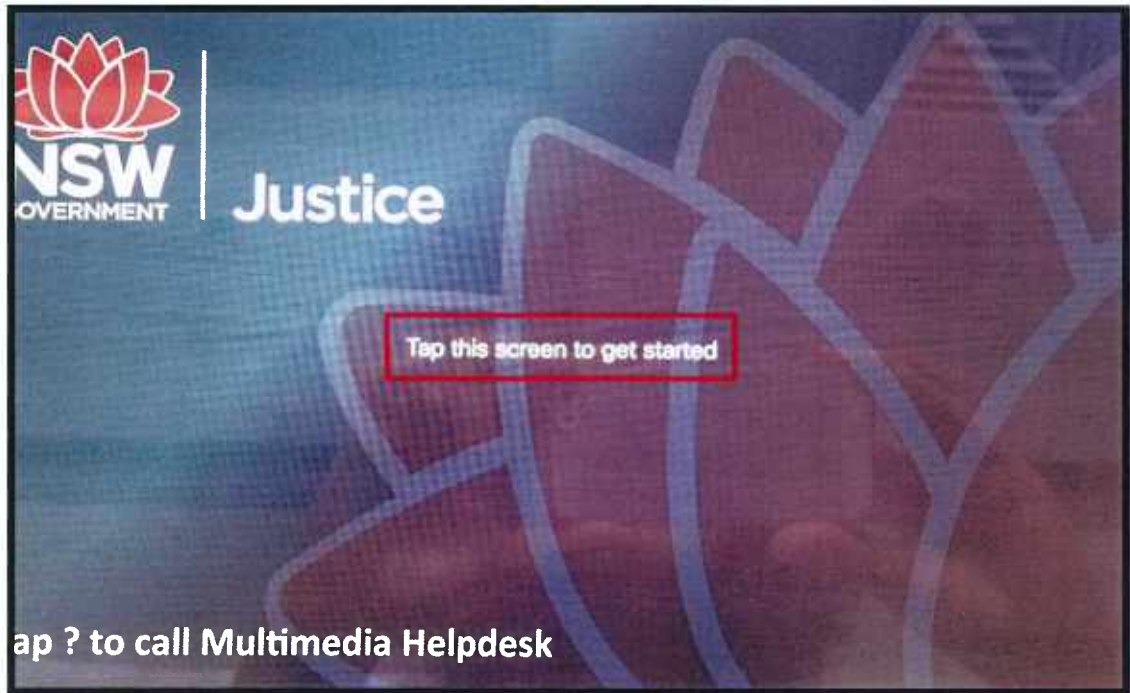 NSW
OVERNMENT
Justice
Tap this screen to get started
ap ? to call Multimedia Helpdesk